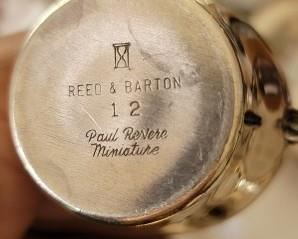 REED & BARTON
12
Paul Revere
Miniature